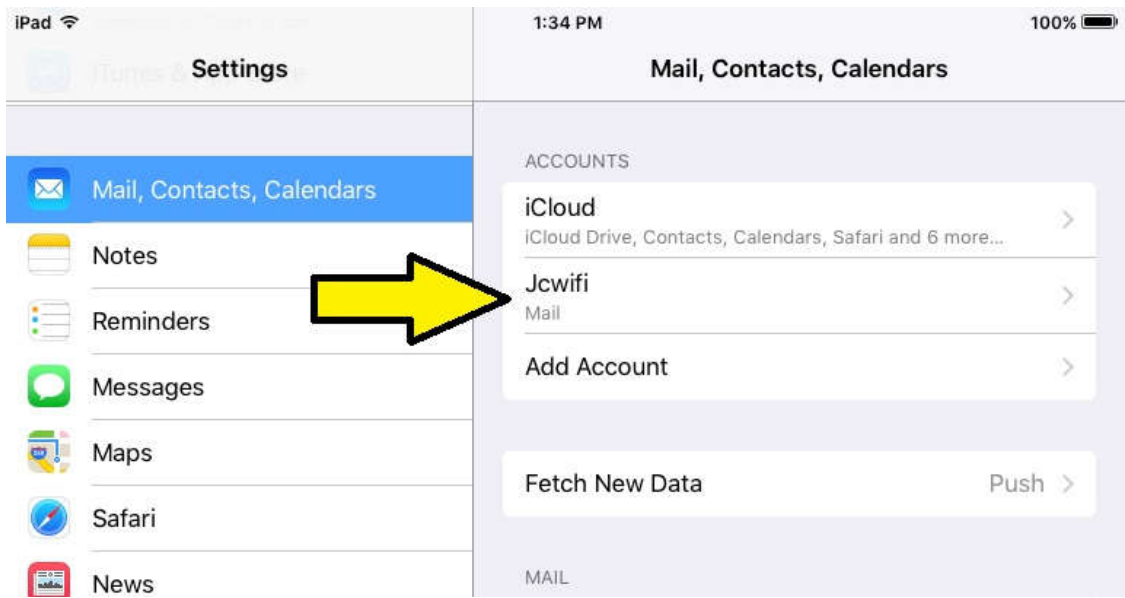 iPad
1:34 PM
100%
Settings
Mail, Contacts, Calendars
Mail, Contacts, Calendars
Notes
Reminders
Messages
Maps
Safari
News
ACCOUNTS
iCloud
iCloud Drive, Contacts, Calendars, Safari and 6 more...
Jcwifi
Mail
Add Account
Fetch New Data
Push
MAIL